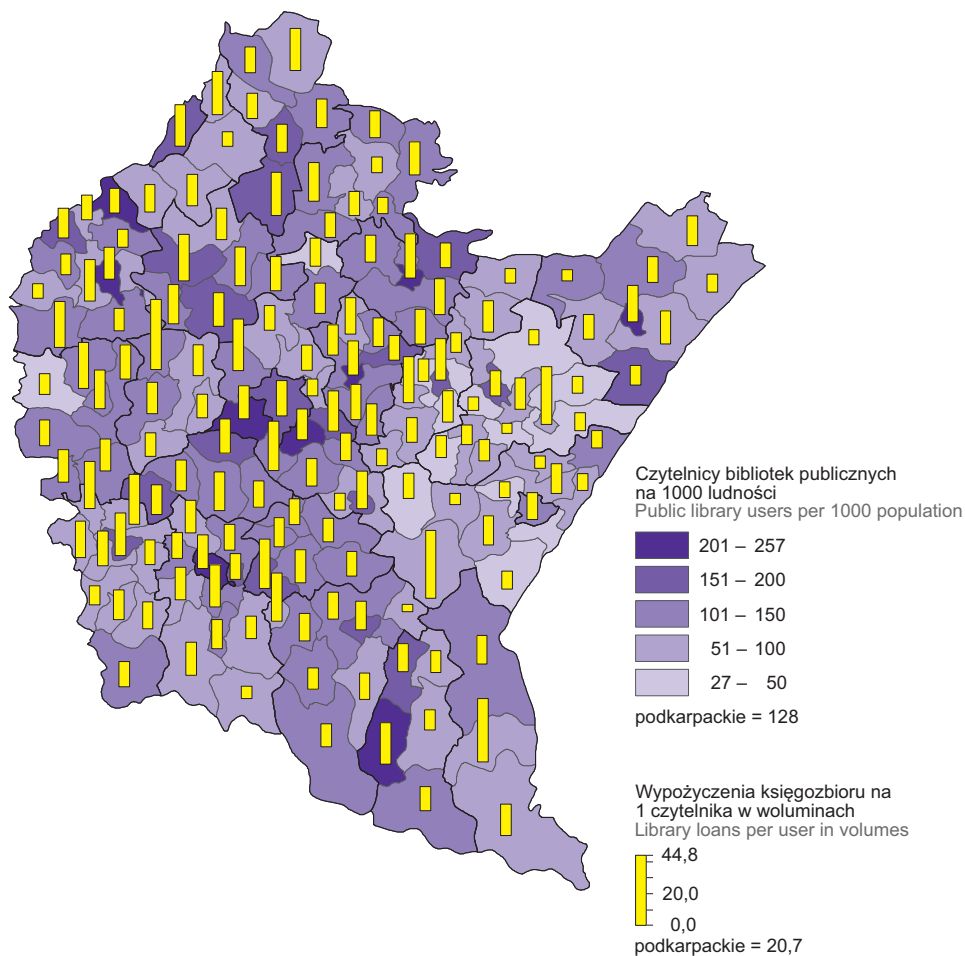 Czytelnicy bibliotek publicznych
na 1000 ludności
Public library users per 1000 population
201 – 257
151 – 200
101 – 150
51 – 100
27 – 50
podkarpackie = 128
Wypożyczenia księgozbioru na
1 czytelnika w woluminach
Library loans per user in volumes
44,8
20,0
0,0
podkarpackie = 20,7